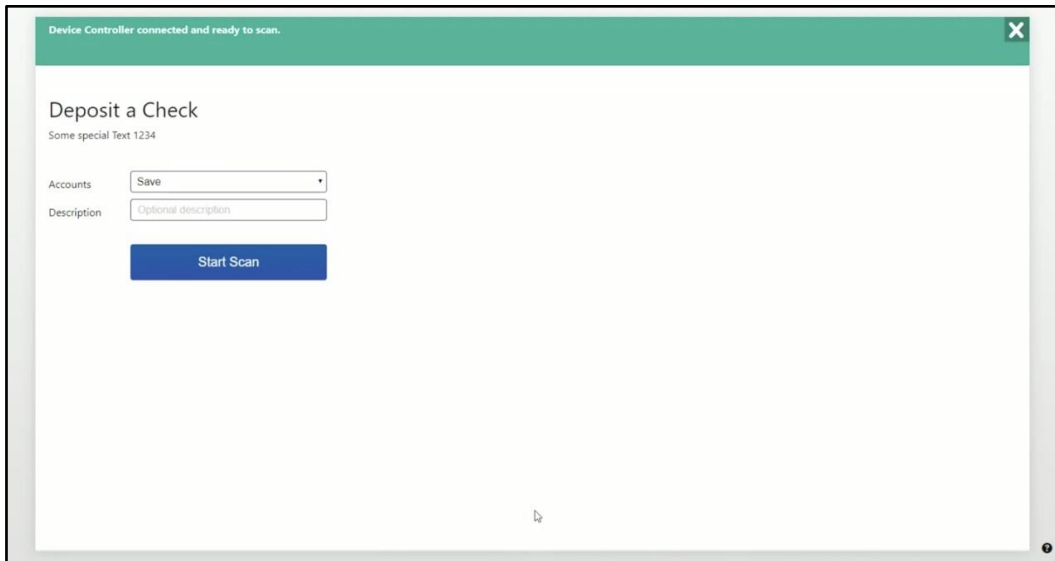 Device Controller connected and ready to scan.
Deposit a Check
Some special Text 1234
Accounts
Save
Description
Optional description
Start Scan